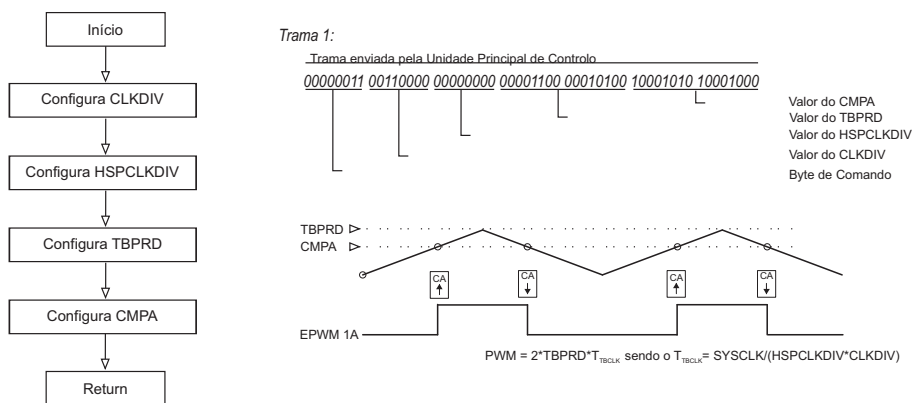 Início
Configura CLKDIV
Configura HSPCLKDIV
Configura TBPRD
Configura CMPA
Return
Trama 1:
Trama enviada pela Unidade Principal de Controlo
00000011 00110000 00000000 00001100 00010100 10001010 10001000
Valor do CMPA
Valor do TBPRD
Valor do HSPCLKDIV
Valor do CLKDIV
Byte de Comando
TBPRD
CMPA
CA CA CA CA
EPWM 1A
PWM = 2*TBPRD*T_TBCLK sendo o T_TBCLK= SYSCLK/(HSPCLKDIV*CLKDIV)